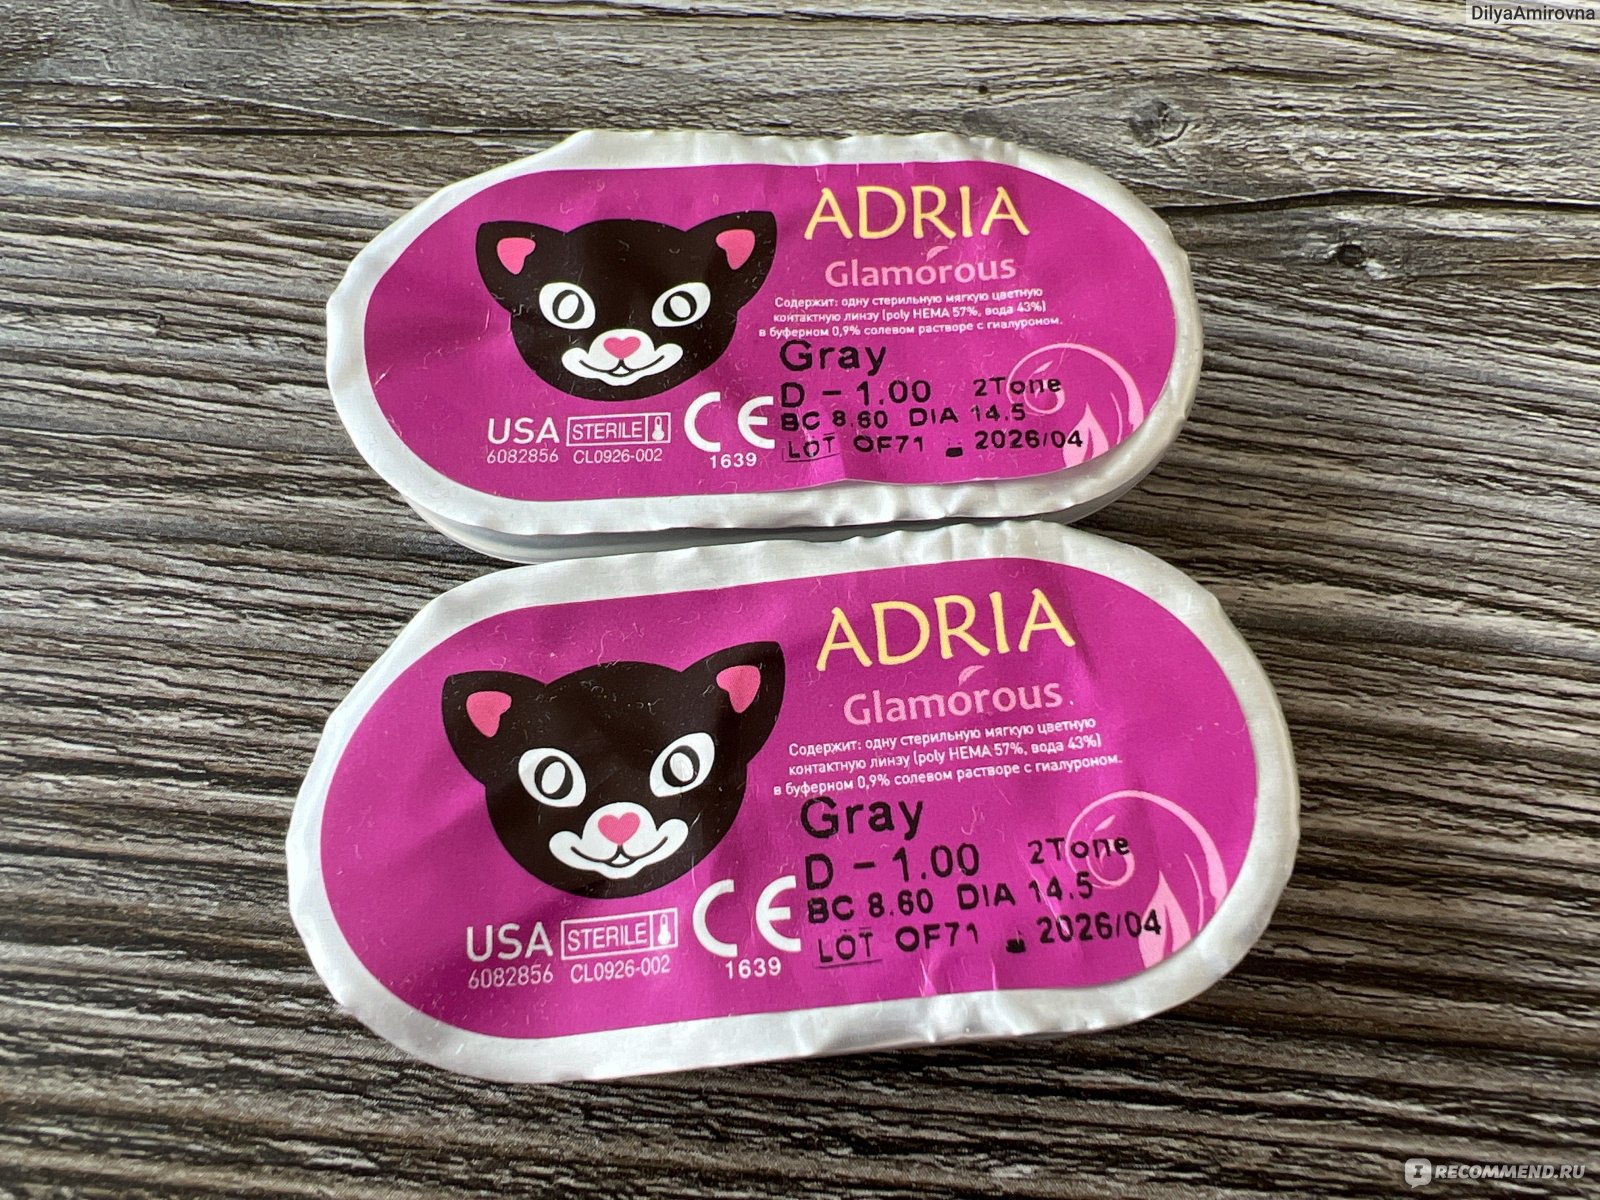 DilyaAmirovna
ADRIA
Glamorous
Содержит: одну стерильную мягкую цветную
контактную линзу (poly HEMA 57%, вода 43%)
в буферном 0,9% солевом растворе с гиалуроном.
Gray
D - 1.00 2Tone
BC 8.60 DIA 14.5
LOT OF71 2026/04
USA STERILE
6082856 CL0926-002
CE
1639
ADRIA
Glamorous
Содержит: одну стерильную мягкую цветную
контактную линзу (poly HEMA 57%, вода 43%)
в буферном 0,9% солевом растворе с гиалуроном.
Gray
D - 1.00 2Tone
BC 8.60 DIA 14.5
LOT OF71 2026/04
USA STERILE
6082856 CL0926-002
CE
1639
RECOMMEND.RU